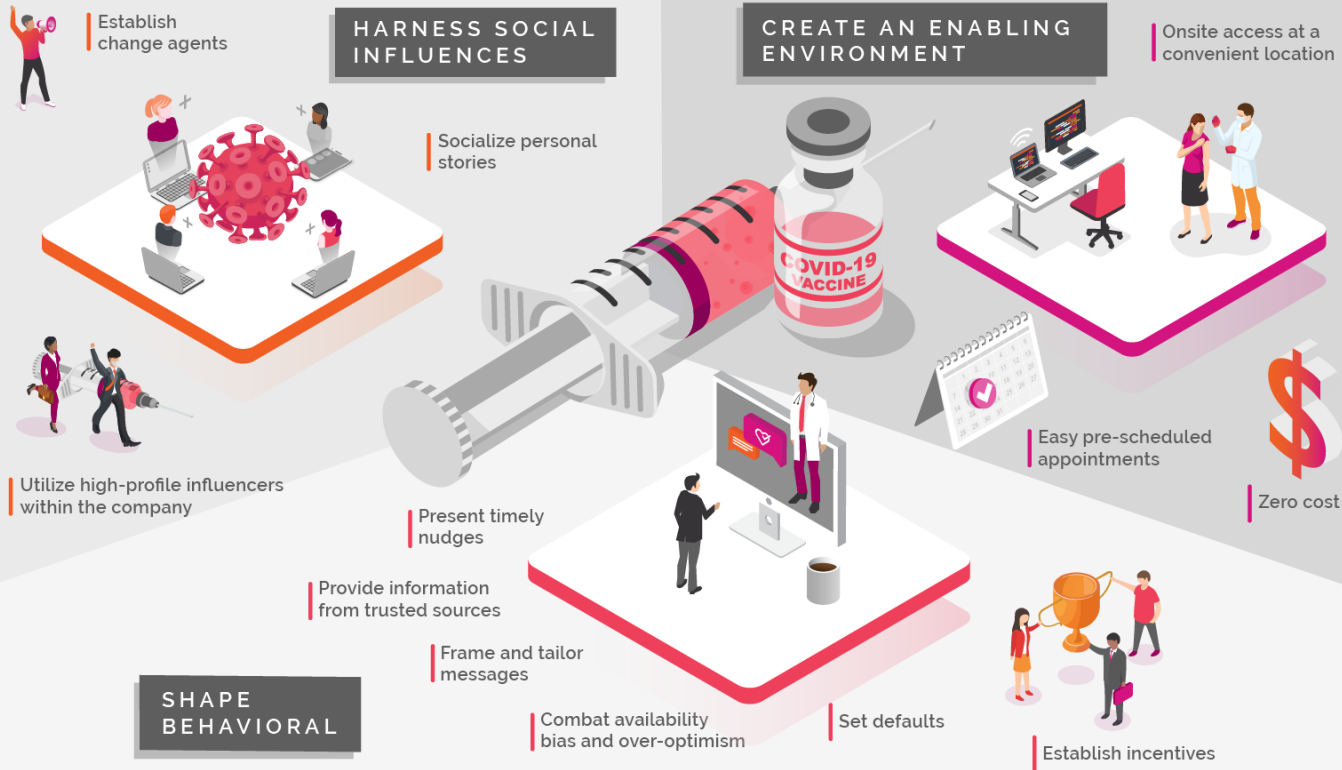 Establish
change agents
HARNESS SOCIAL
INFLUENCES
Socialize personal
stories
Utilize high-profile influencers
within the company
CREATE AN ENABLING
ENVIRONMENT
Onsite access at a
convenient location
COVID-19
VACCINE
Easy pre-scheduled
appointments
Zero cost
Present timely
nudges
Provide information
from trusted sources
Frame and tailor
messages
SHAPE
BEHAVIORAL
Combat availability
bias and over-optimism
Set defaults
Establish incentives